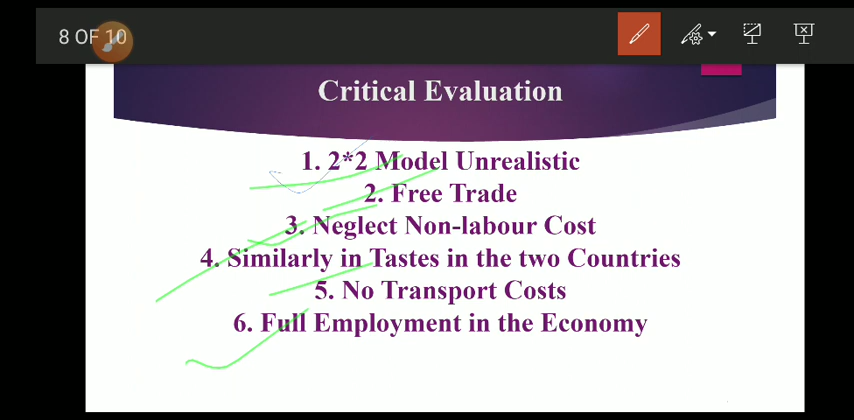 8 OF 10
Critical Evaluation
1. 2*2 Model Unrealistic
2. Free Trade
3. Neglect Non-labour Cost
4. Similarly in Tastes in the two Countries
5. No Transport Costs
6. Full Employment in the Economy